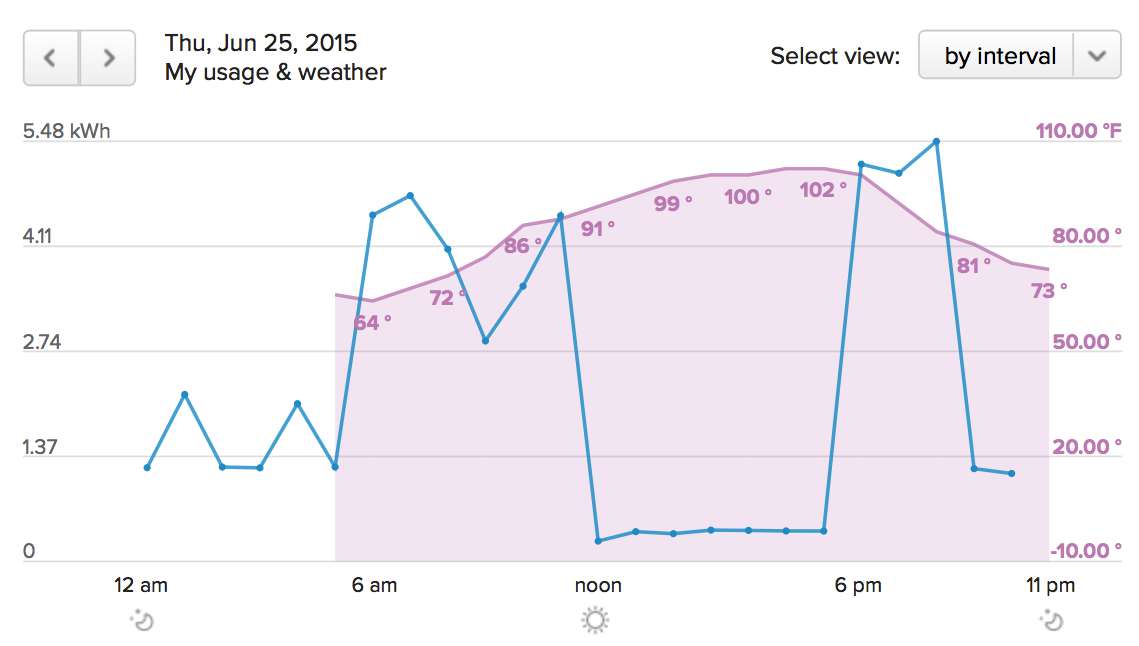 Thu, Jun 25, 2015
My usage & weather
Select view:
by interval
5.48 kWh
110.00 °F
4.11
80.00 °
2.74
50.00 °
1.37
20.00 °
0
-10.00 °
64 °
72 °
86 °
91 °
99 °
100 °
102 °
81 °
73 °
12 am
6 am
noon
6 pm
11 pm